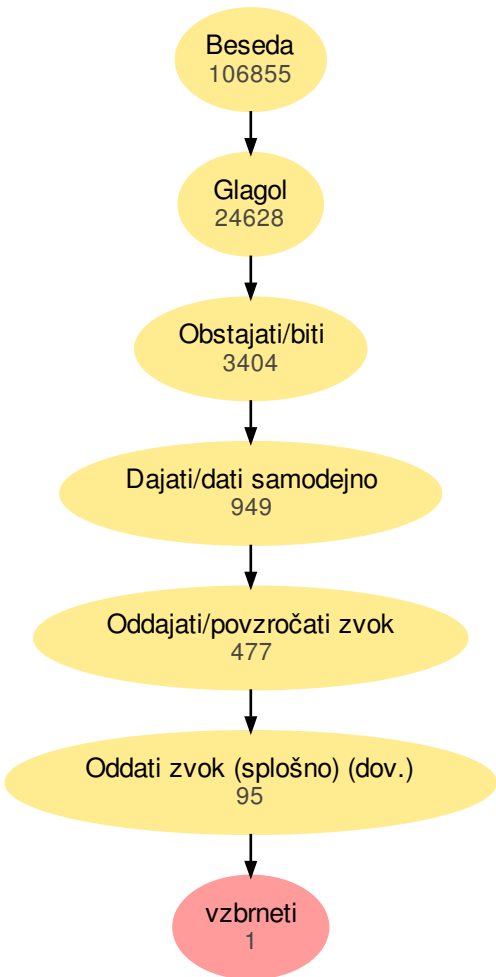 Beseda
106855
Glagol
24628
Obstajati/biti
3404
Dajati/dati samodejno
949
Oddajati/povzročati zvok
477
Oddati zvok (splošno) (dov.)
95
vzbrneti
1